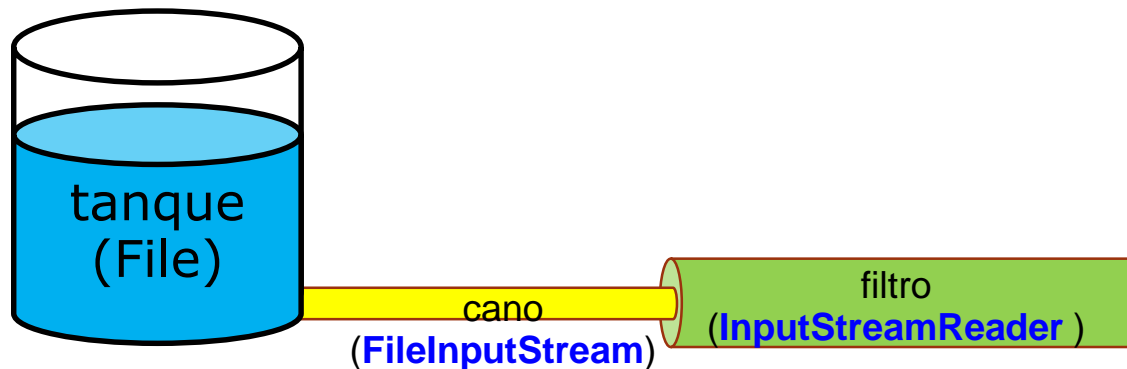 tanque
(File)
cano
(FileInputStream)
filtro
(InputStreamReader )